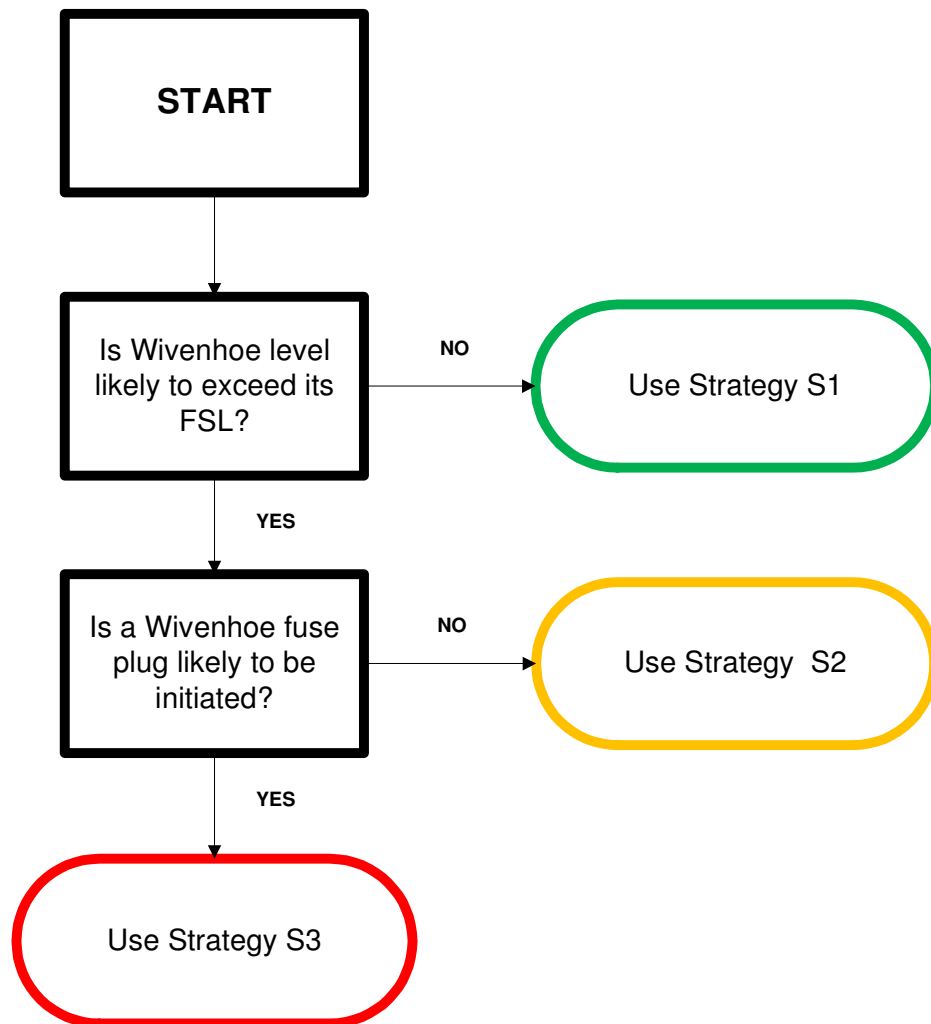 START
Is Wivenhoe level
likely to exceed its
FSL?
NO
Use Strategy S1
YES
Is a Wivenhoe fuse
plug likely to be
initiated?
NO
Use Strategy  S2
YES
Use Strategy S3